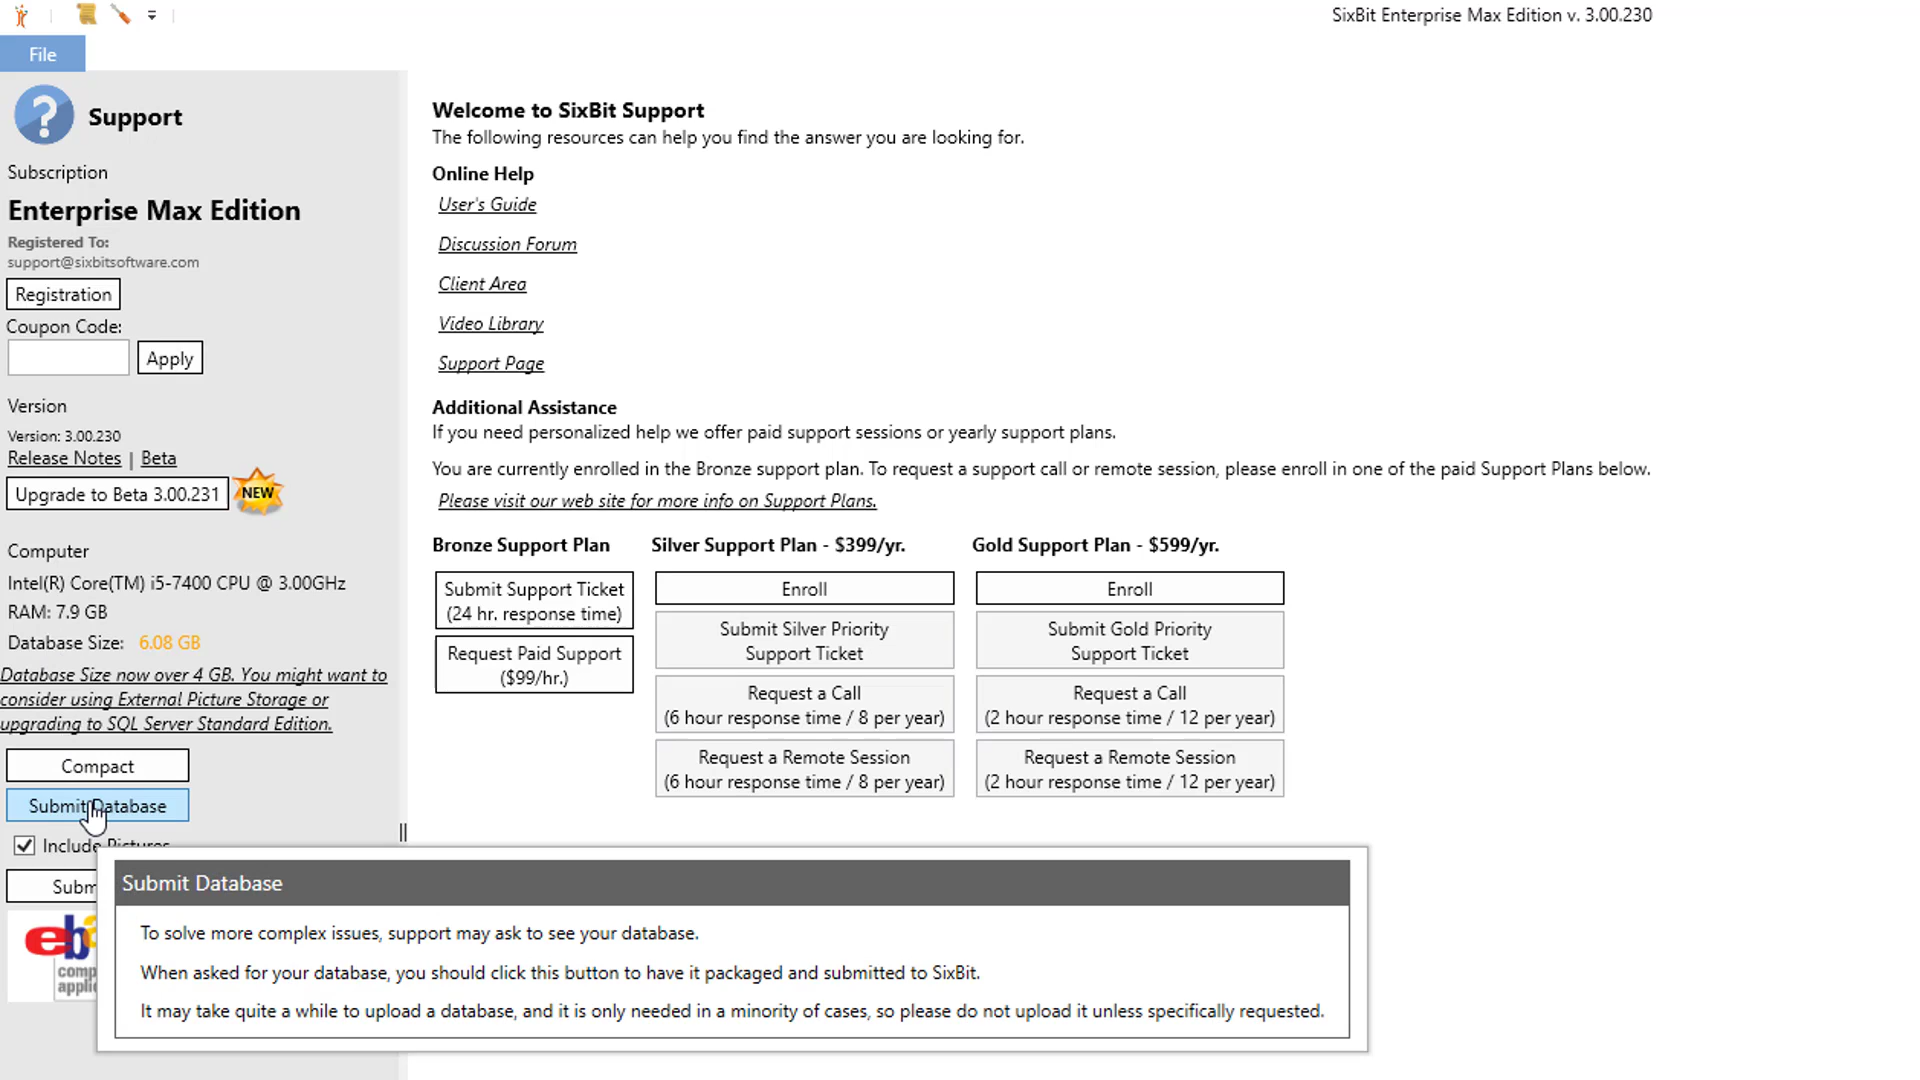 SixBit Enterprise Max Edition v. 3.00.230
File
Support
Subscription
Enterprise Max Edition
Registered To:
support@sixbitsoftware.com
Registration
Coupon Code:
Apply
Version
Version: 3.00.230
Release Notes | Beta
Upgrade to Beta 3.00.231
NEW
Computer
Intel(R) Core(TM) i5-7400 CPU @ 3.00GHz
RAM: 7.9 GB
Database Size: 6.08 GB
Database Size now over 4 GB. You might want to
consider using External Picture Storage or
upgrading to SQL Server Standard Edition.
Compact
Submit Database
Include Pictures
Subm
eb
comp
appli
Welcome to SixBit Support
The following resources can help you find the answer you are looking for.
Online Help
User's Guide
Discussion Forum
Client Area
Video Library
Support Page
Additional Assistance
If you need personalized help we offer paid support sessions or yearly support plans.
You are currently enrolled in the Bronze support plan. To request a support call or remote session, please enroll in one of the paid Support Plans below.
Please visit our web site for more info on Support Plans.
Bronze Support Plan
Submit Support Ticket
(24 hr. response time)
Request Paid Support
($99/hr.)
Silver Support Plan - $399/yr.
Enroll
Submit Silver Priority
Support Ticket
Request a Call
(6 hour response time / 8 per year)
Request a Remote Session
(6 hour response time / 8 per year)
Gold Support Plan - $599/yr.
Enroll
Submit Gold Priority
Support Ticket
Request a Call
(2 hour response time / 12 per year)
Request a Remote Session
(2 hour response time / 12 per year)
Submit Database
To solve more complex issues, support may ask to see your database.
When asked for your database, you should click this button to have it packaged and submitted to SixBit.
It may take quite a while to upload a database, and it is only needed in a minority of cases, so please do not upload it unless specifically requested.